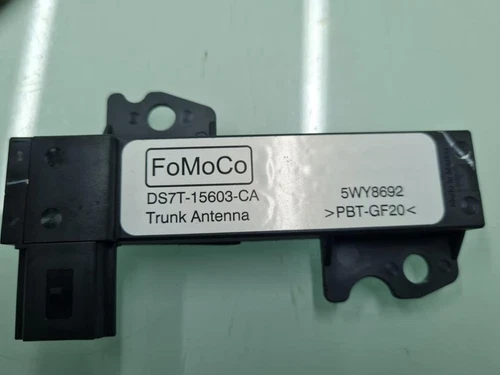 FoMoCo
DS7T-15603-CA
Trunk Antenna
5WY8692
>PBT-GF20<